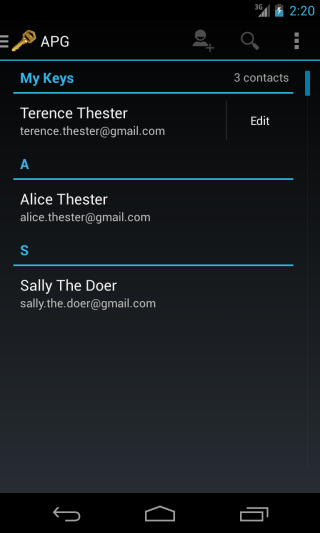 3G 2:20
APG
My Keys 3 contacts
Terence Thester
terence.thester@gmail.com
Edit
A
Alice Thester
alice.thester@gmail.com
S
Sally The Doer
sally.the.doer@gmail.com